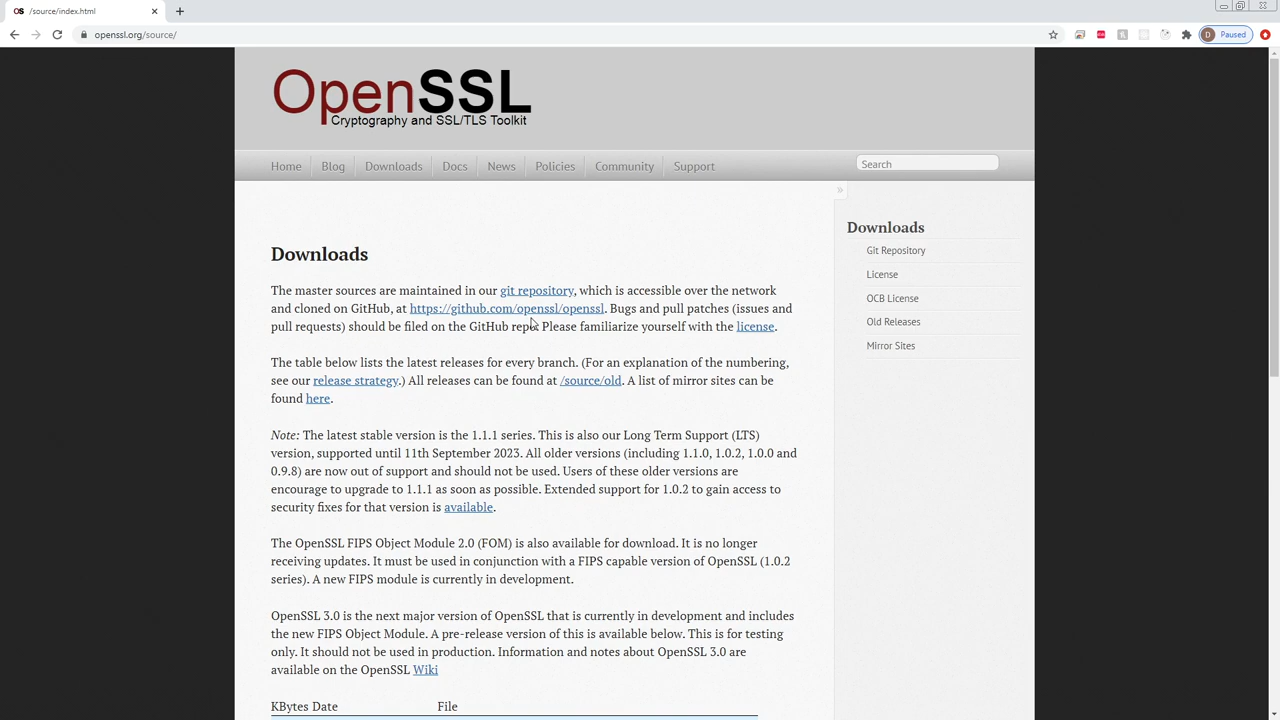 OS /source/index.html
openssl.org/source/
D Paused
OpenSSL
Cryptography and SSL/TLS Toolkit
Home Blog Downloads Docs News Policies Community Support
Search
»
Downloads
Git Repository
License
OCB License
Old Releases
Mirror Sites
Downloads
The master sources are maintained in our git repository, which is accessible over the network
and cloned on GitHub, at https://github.com/openssl/openssl. Bugs and pull patches (issues and
pull requests) should be filed on the GitHub repo. Please familiarize yourself with the license.
The table below lists the latest releases for every branch. (For an explanation of the numbering,
see our release strategy.) All releases can be found at /source/old. A list of mirror sites can be
found here.
Note: The latest stable version is the 1.1.1 series. This is also our Long Term Support (LTS)
version, supported until 11th September 2023. All older versions (including 1.1.0, 1.0.2, 1.0.0 and
0.9.8) are now out of support and should not be used. Users of these older versions are
encourage to upgrade to 1.1.1 as soon as possible. Extended support for 1.0.2 to gain access to
security fixes for that version is available.
The OpenSSL FIPS Object Module 2.0 (FOM) is also available for download. It is no longer
receiving updates. It must be used in conjunction with a FIPS capable version of OpenSSL (1.0.2
series). A new FIPS module is currently in development.
OpenSSL 3.0 is the next major version of OpenSSL that is currently in development and includes
the new FIPS Object Module. A pre-release version of this is available below. This is for testing
only. It should not be used in production. Information and notes about OpenSSL 3.0 are
available on the OpenSSL Wiki
KBytes Date File